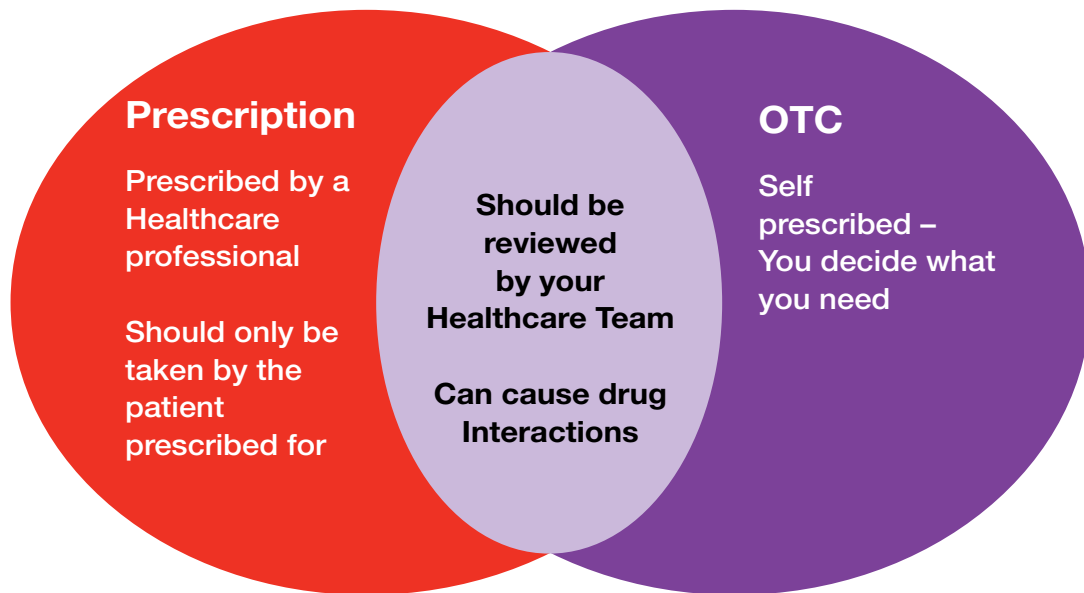 Prescription
Prescribed by a
Healthcare
professional
Should only be
taken by the
patient
prescribed for
Should be
reviewed
by your
Healthcare Team
Can cause drug
Interactions
OTC
Self
prescribed –
You decide what
you need